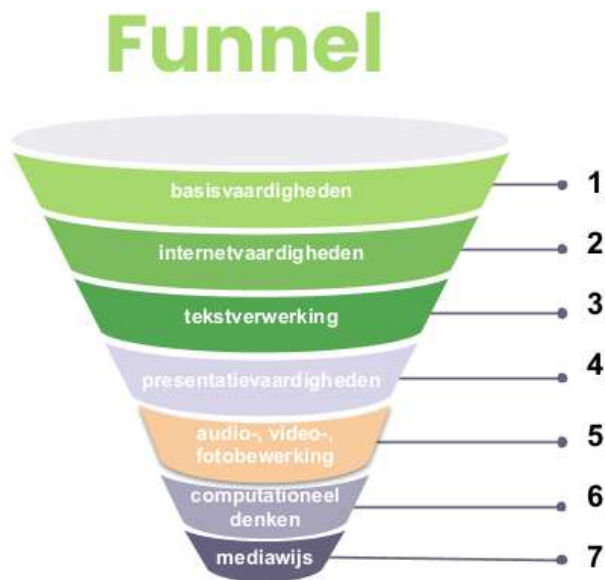 Funnel
basisvaardigheden
1
internetvaardigheden
2
tekstverwerking
3
presentatievaardigheden
4
audio-, video-,
fotobewerking
5
computationeel
denken
6
mediawijs
7